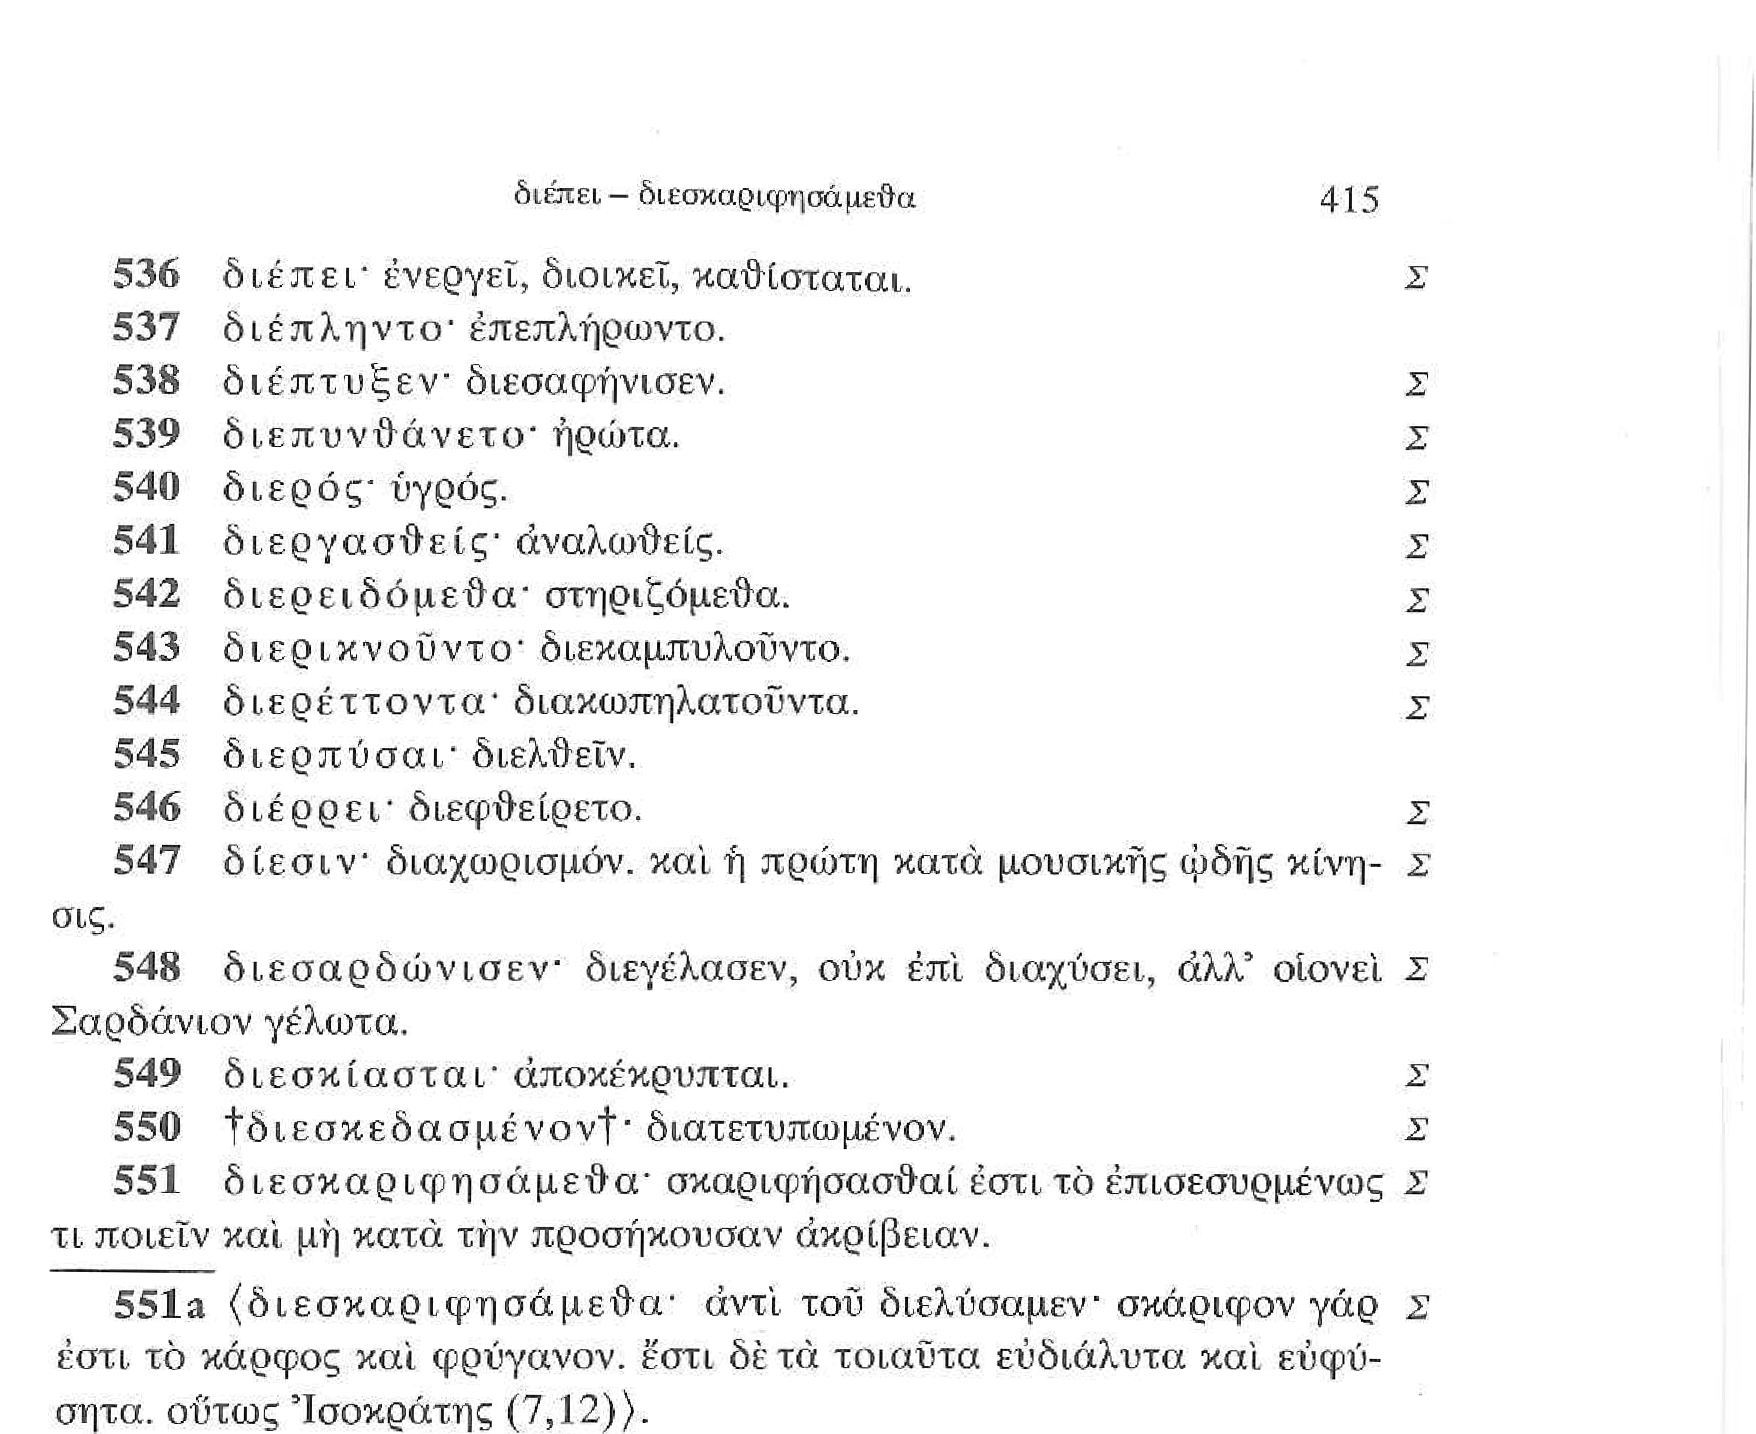 διέπει – διεσκαριφησάμεθα 415
536 διέπει· ἐνεργεῖ, διοικεῖ, καθίσταται. Σ
537 διέπληντο· ἐπεπλήρωντο.
538 διέπτυξεν· διεσαφήνισεν. Σ
539 διεπυνθάνετο· ἠρώτα. Σ
540 διερός· ὑγρός. Σ
541 διεργασθείς· ἀναλωθείς. Σ
542 διερειδόμεθα· στηριζόμεθα. Σ
543 διερικνοῦντο· διεκαμπυλοῦντο. Σ
544 διερέττοντα· διακωπηλατοῦντα. Σ
545 διερπύσαι· διελθεῖν.
546 διέρρει· διεφθείρετο. Σ
547 δίεσιν· διαχωρισμόν. καὶ ἡ πρώτη κατὰ μουσικῆς ᾠδῆς κίνη- Σ
σις.
548 διεσαρδώνισεν· διεγέλασεν, οὐκ ἐπὶ διαχύσει, ἀλλ’ οἱονεὶ Σ
Σαρδάνιον γέλωτα.
549 διεσκίασται· ἀποκέκρυπται. Σ
550 †διεσκεδασμένον†· διατετυπωμένον. Σ
551 διεσκαριφησάμεθα· σκαριφήσασθαί ἐστι τὸ ἐπισεσυρμένως Σ
τι ποιεῖν καὶ μὴ κατὰ τὴν προσήκουσαν ἀκρίβειαν.
551a ⟨διεσκαριφησάμεθα· ἀντὶ τοῦ διελύσαμεν· σκάριφον γάρ Σ
ἐστι τὸ κάρφος καὶ φρύγανον. ἔστι δὲ τὰ τοιαῦτα εὐδιάλυτα καὶ εὐφύ-
σητα. οὕτως Ἰσοκράτης (7,12)⟩.